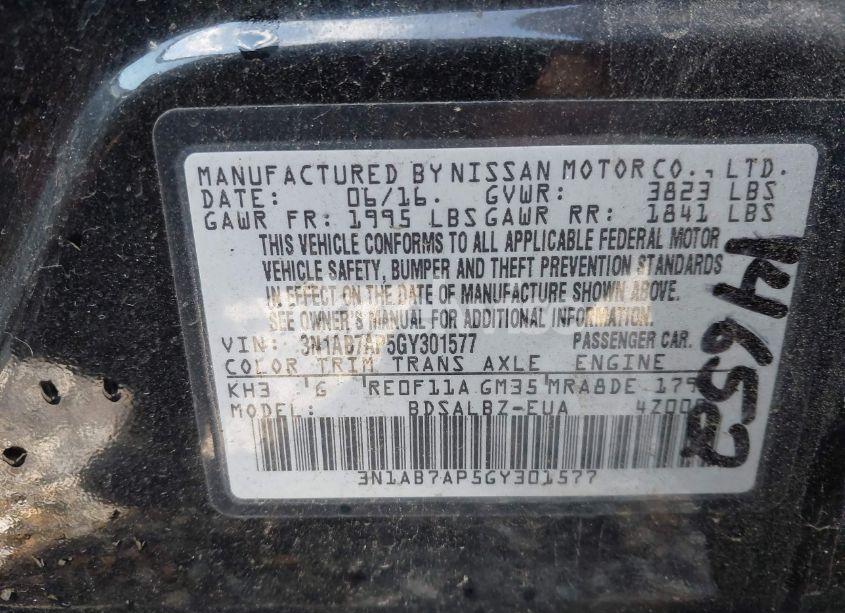 MANUFACTURED BY NISSAN MOTOR CO., LTD.
DATE: 06/16. GVWR: 3823 LBS
GAWR FR: 1995 LBS GAWR RR: 1841 LBS
THIS VEHICLE CONFORMS TO ALL APPLICABLE FEDERAL MOTOR
VEHICLE SAFETY, BUMPER AND THEFT PREVENTION STANDARDS
IN EFFECT ON THE DATE OF MANUFACTURE SHOWN ABOVE.
SEE OWNER'S MANUAL FOR ADDITIONAL INFORMATION.
VIN: 3N1AB7AP5GY301577 PASSENGER CAR.
COLOR TRIM TRANS AXLE ENGINE
KH3 G RE0F11A GM35 MRA8DE 179
MODEL: BDSALBZ-EUA
3N1AB7AP5GY301577